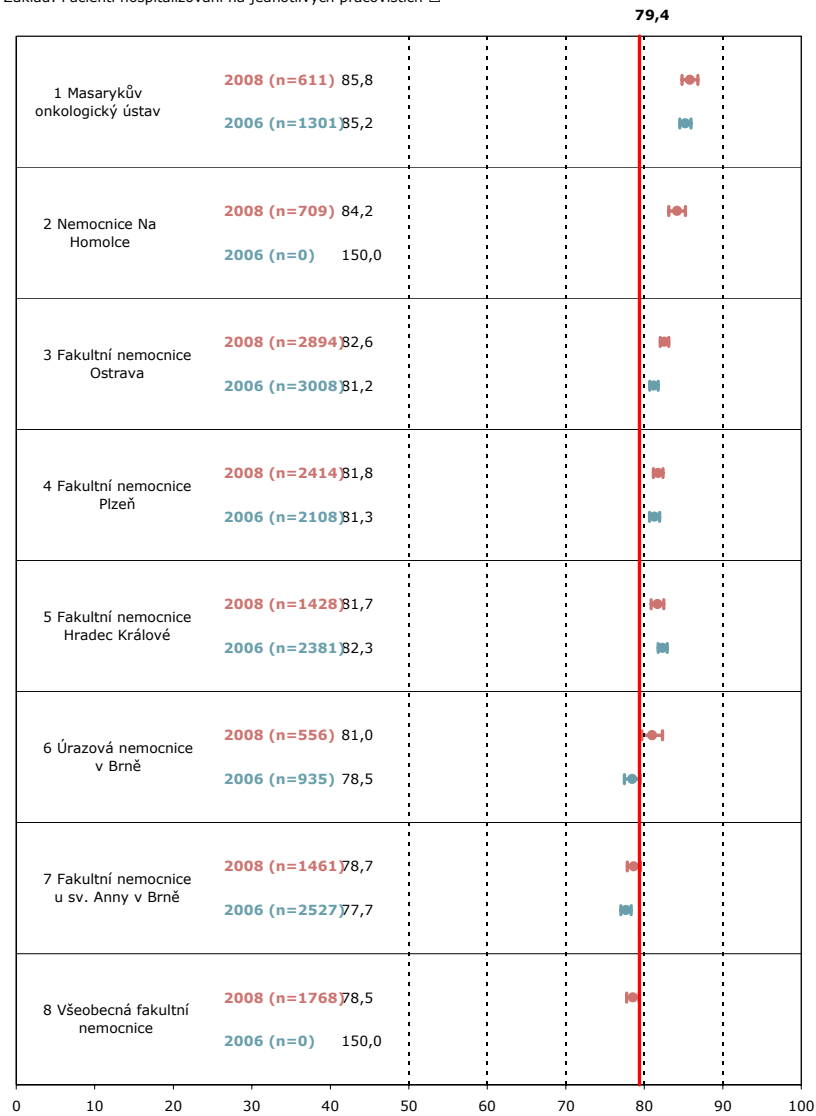 79,4
1 Masarykův
onkologický ústav
2008 (n=611) 85,8
2006 (n=1301) 85,2
2 Nemocnice Na
Homolce
2008 (n=709) 84,2
2006 (n=0) 150,0
3 Fakultní nemocnice
Ostrava
2008 (n=2894) 82,6
2006 (n=3008) 81,2
4 Fakultní nemocnice
Plzeň
2008 (n=2414) 81,8
2006 (n=2108) 81,3
5 Fakultní nemocnice
Hradec Králové
2008 (n=1428) 81,7
2006 (n=2381) 82,3
6 Úrazová nemocnice
v Brně
2008 (n=556) 81,0
2006 (n=935) 78,5
7 Fakultní nemocnice
u sv. Anny v Brně
2008 (n=1461) 78,7
2006 (n=2527) 77,7
8 Všeobecná fakultní
nemocnice
2008 (n=1768) 78,5
2006 (n=0) 150,0
0 10 20 30 40 50 60 70 80 90 100